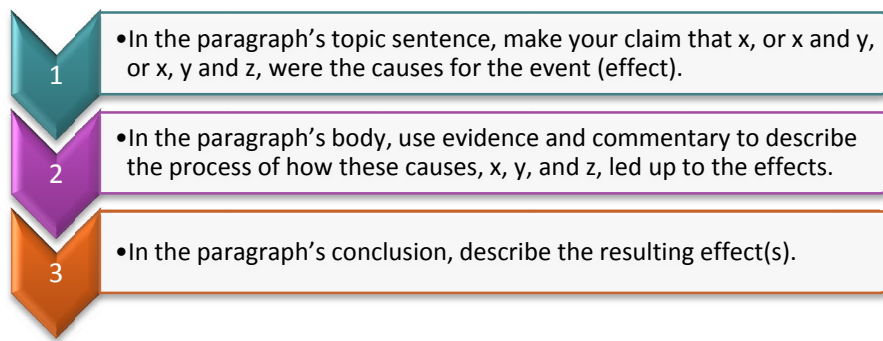 1
•In the paragraph’s topic sentence, make your claim that x, or x and y,
or x, y and z, were the causes for the event (effect).
2
•In the paragraph’s body, use evidence and commentary to describe
the process of how these causes, x, y, and z, led up to the effects.
3
•In the paragraph’s conclusion, describe the resulting effect(s).